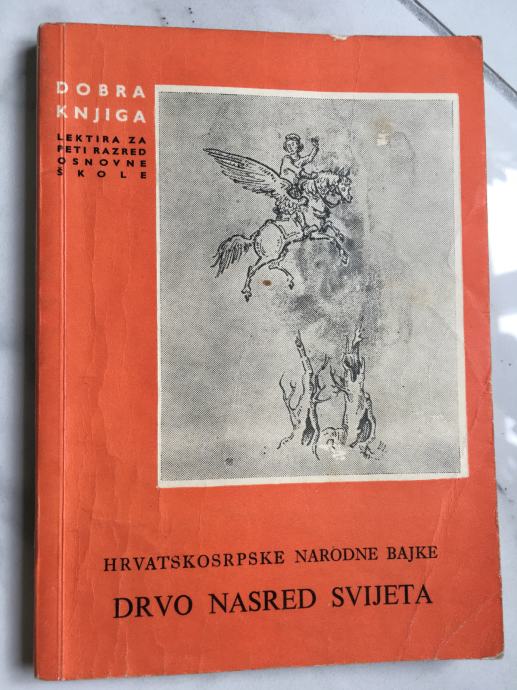 DOBRA
KNJIGA
LEKTIRA ZA
PETI RAZRED
OSNOVNE
ŠKOLE
HRVATSKOSRPSKE NARODNE BAJKE
DRVO NASRED SVIJETA